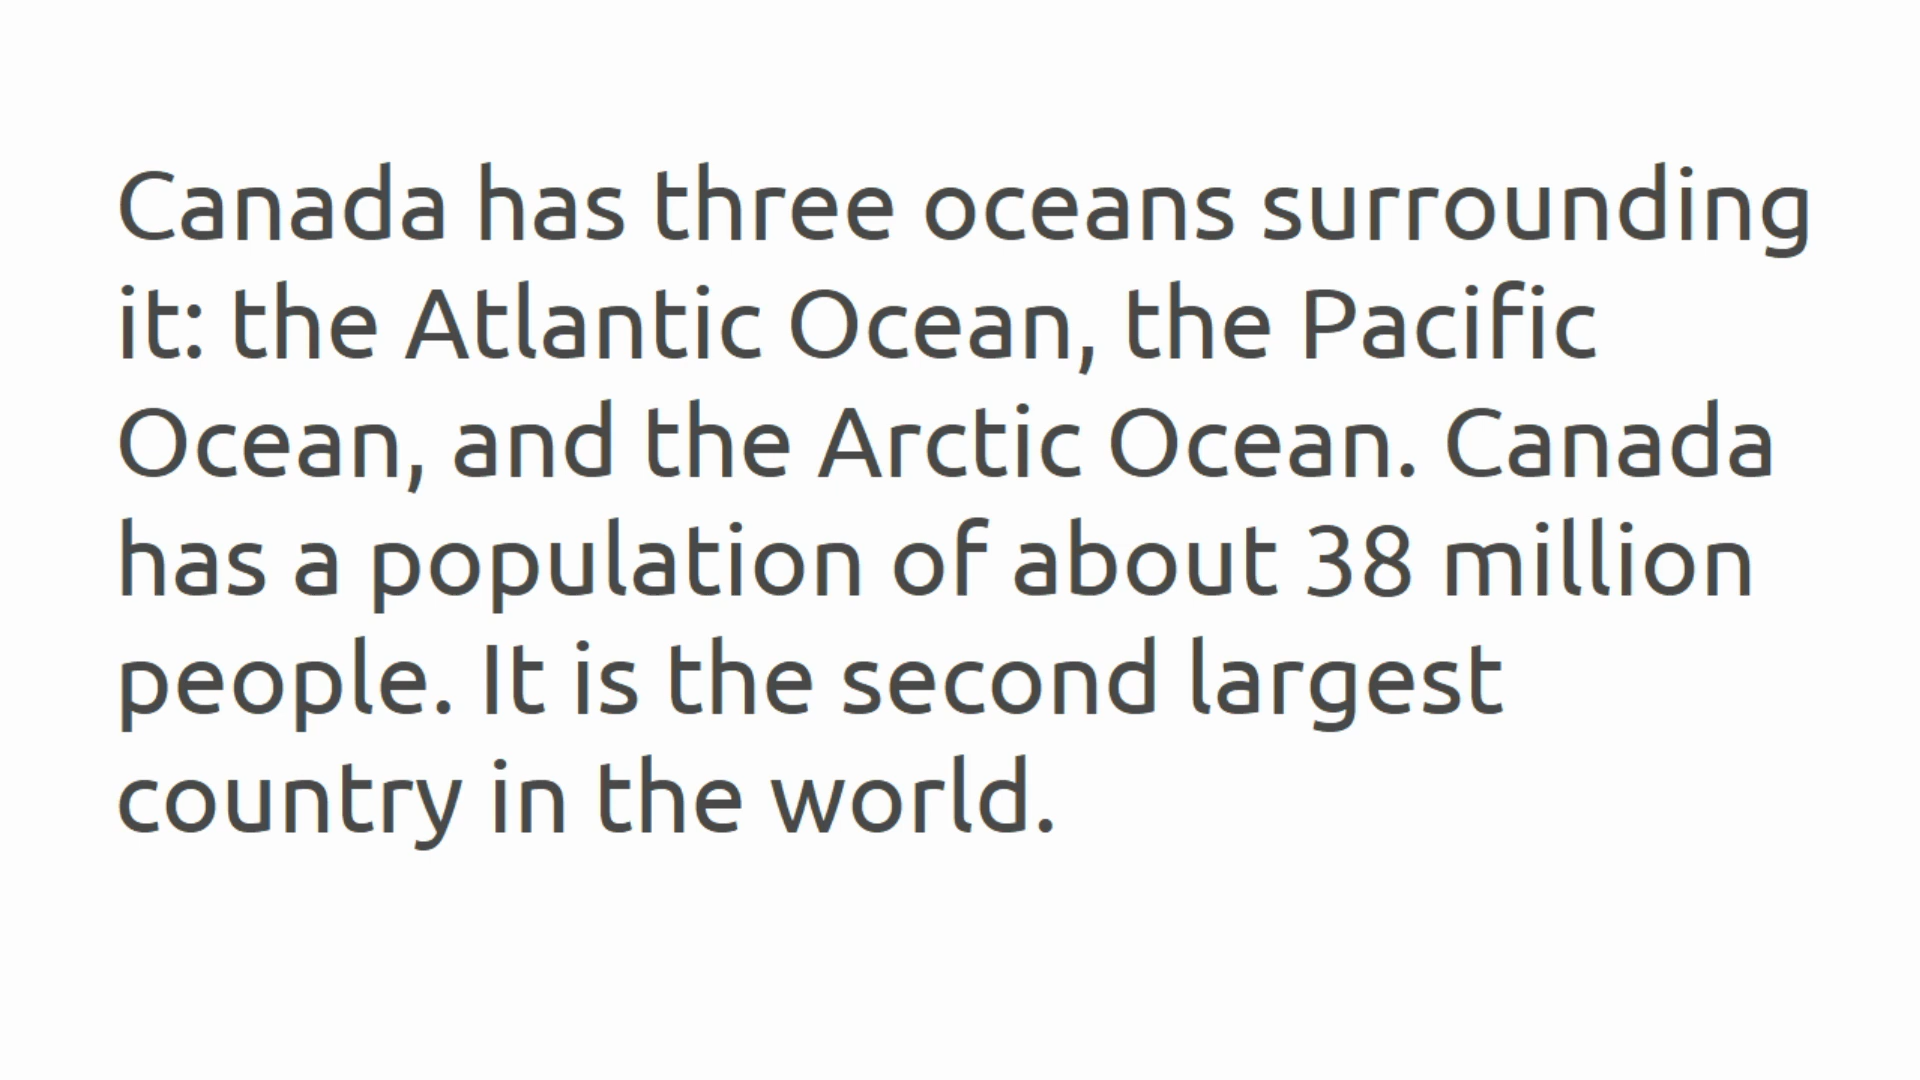 Canada has three oceans surrounding
it: the Atlantic Ocean, the Pacific
Ocean, and the Arctic Ocean. Canada
has a population of about 38 million
people. It is the second largest
country in the world.